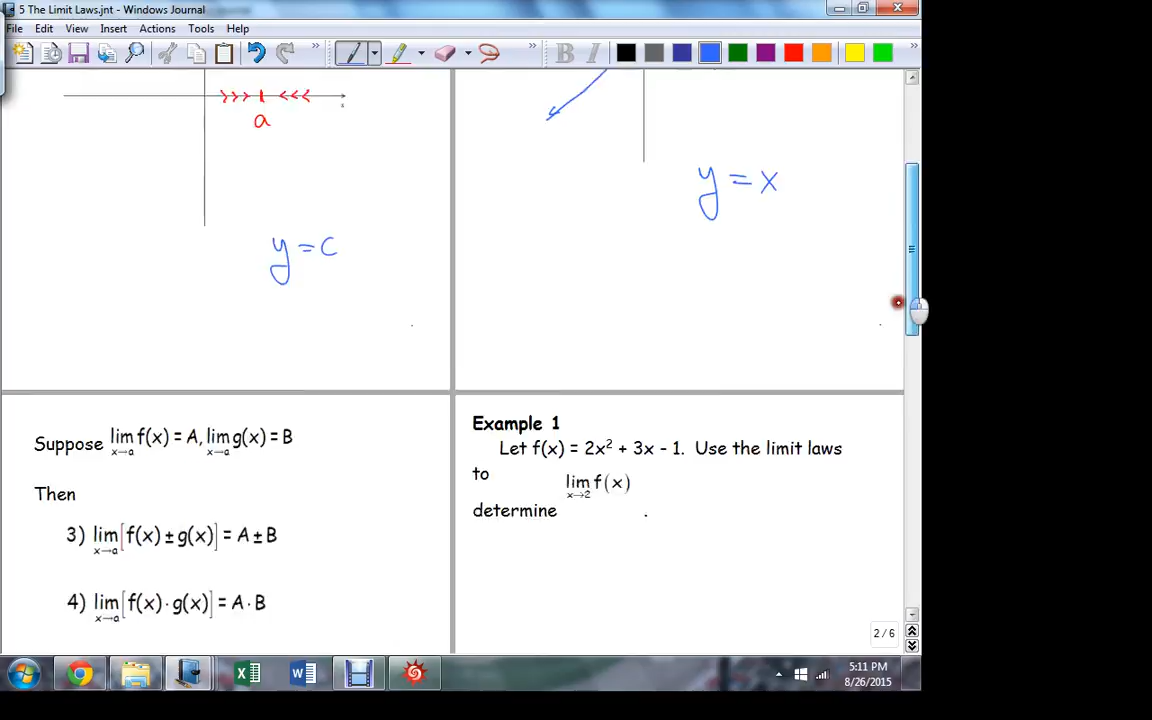 5 The Limit Laws.jnt - Windows Journal
File Edit View Insert Actions Tools Help
» » B I »
a
x
y = c
y = x
Suppose lim x→a f(x) = A, lim x→a g(x) = B
Then
3) lim x→a [f(x) ± g(x)] = A ± B
4) lim x→a [f(x) · g(x)] = A · B
Example 1
Let f(x) = 2x² + 3x - 1. Use the limit laws
to
lim x→2 f(x)
determine .
2 / 6
5:11 PM
8/26/2015